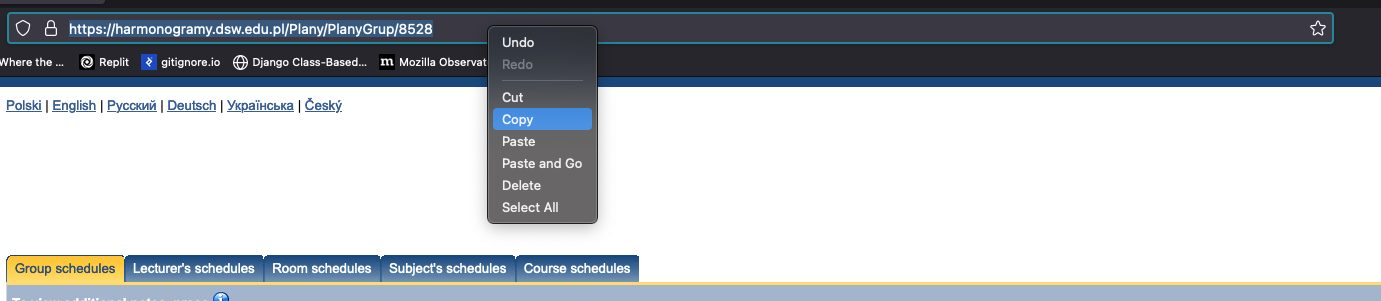 https://harmonogramy.dsw.edu.pl/Plany/PlanyGrup/8528
Where the ... Replit gitignore.io Django Class-Based... Mozilla Observat
Undo
Redo
Cut
Copy
Paste
Paste and Go
Delete
Select All
Polski | English | Русский | Deutsch | Українська | Český
Group schedules Lecturer's schedules Room schedules Subject's schedules Course schedules